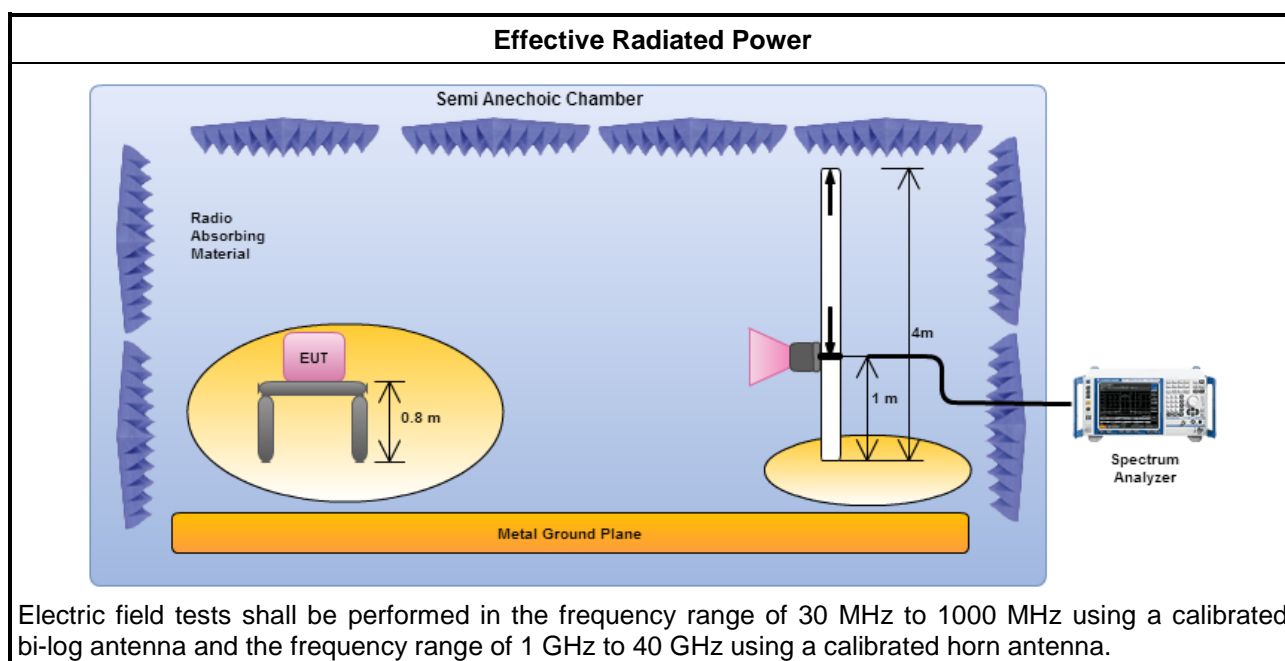 Effective Radiated Power
Semi Anechoic Chamber
Radio
Absorbing
Material
EUT
0.8 m
4m
1 m
Spectrum
Analyzer
Metal Ground Plane
Electric field tests shall be performed in the frequency range of 30 MHz to 1000 MHz using a calibrated
bi-log antenna and the frequency range of 1 GHz to 40 GHz using a calibrated horn antenna.